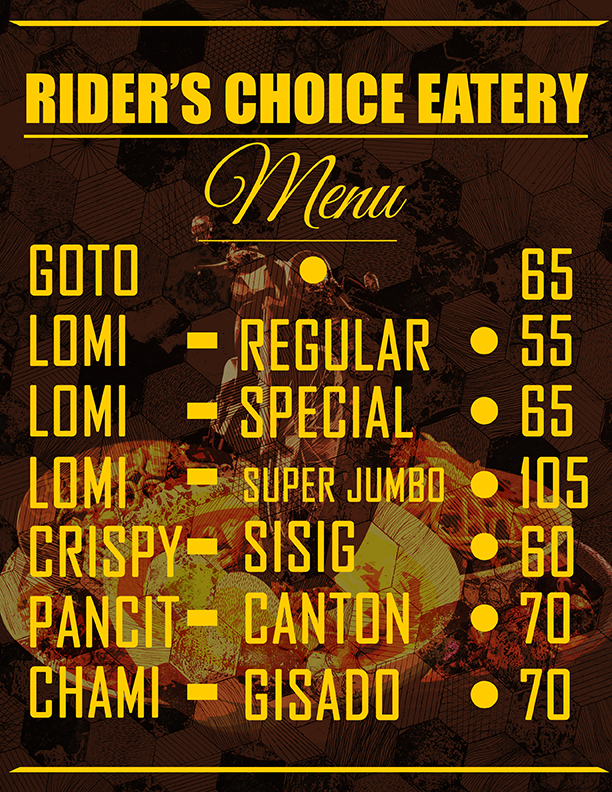 RIDER'S CHOICE EATERY
Menu
GOTO • 65
LOMI - REGULAR • 55
LOMI - SPECIAL • 65
LOMI - SUPER JUMBO • 105
CRISPY - SISIG • 60
PANCIT - CANTON • 70
CHAMI - GISADO • 70